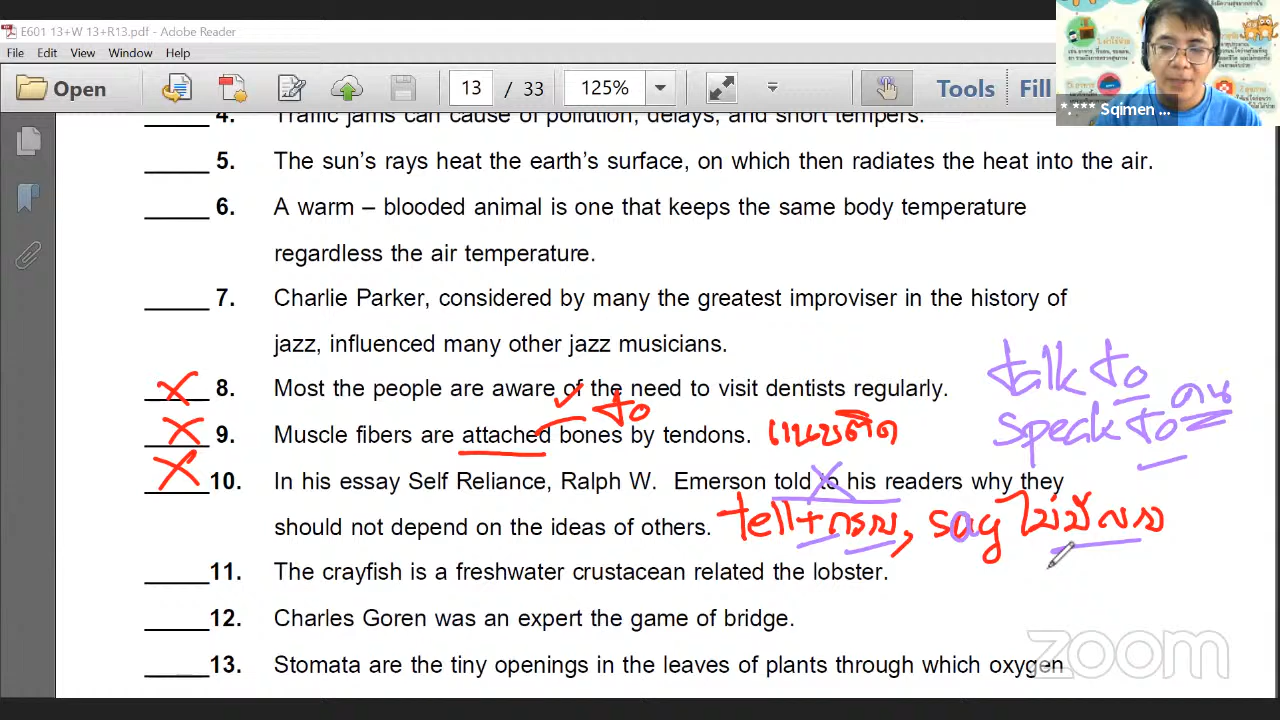 E601 13+W 13+R13.pdf - Adobe Reader
File Edit View Window Help
Open 13 / 33 125% Tools Fill
*.*** Sqimen ...
4. Traffic jams can cause of pollution, delays, and short tempers.
5. The sun's rays heat the earth's surface, on which then radiates the heat into the air.
6. A warm – blooded animal is one that keeps the same body temperature
regardless the air temperature.
7. Charlie Parker, considered by many the greatest improviser in the history of
jazz, influenced many other jazz musicians.
talk to
X 8. Most the people are aware of the need to visit dentists regularly.
คน
to
speak to
X 9. Muscle fibers are attached bones by tendons. แนบติด
X 10. In his essay Self Reliance, Ralph W. Emerson told to his readers why they
should not depend on the ideas of others. tell+กรรม, say ไม่มีกรรม
11. The crayfish is a freshwater crustacean related the lobster.
12. Charles Goren was an expert the game of bridge.
zoom
13. Stomata are the tiny openings in the leaves of plants through which oxygen